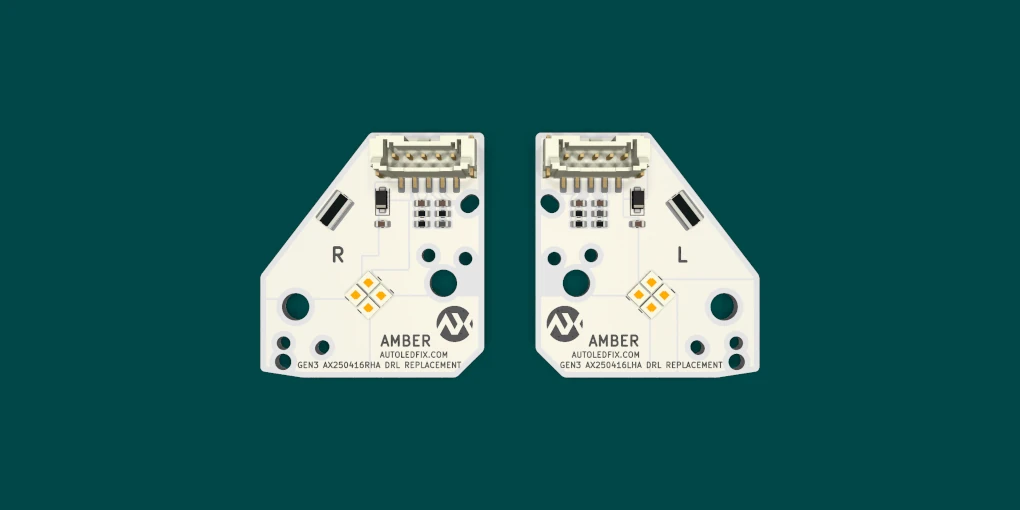 R
AMBER
AUTOLEDFIX.COM
GEN3 AX250416RHA DRL REPLACEMENT
L
AMBER
AUTOLEDFIX.COM
GEN3 AX250416LHA DRL REPLACEMENT